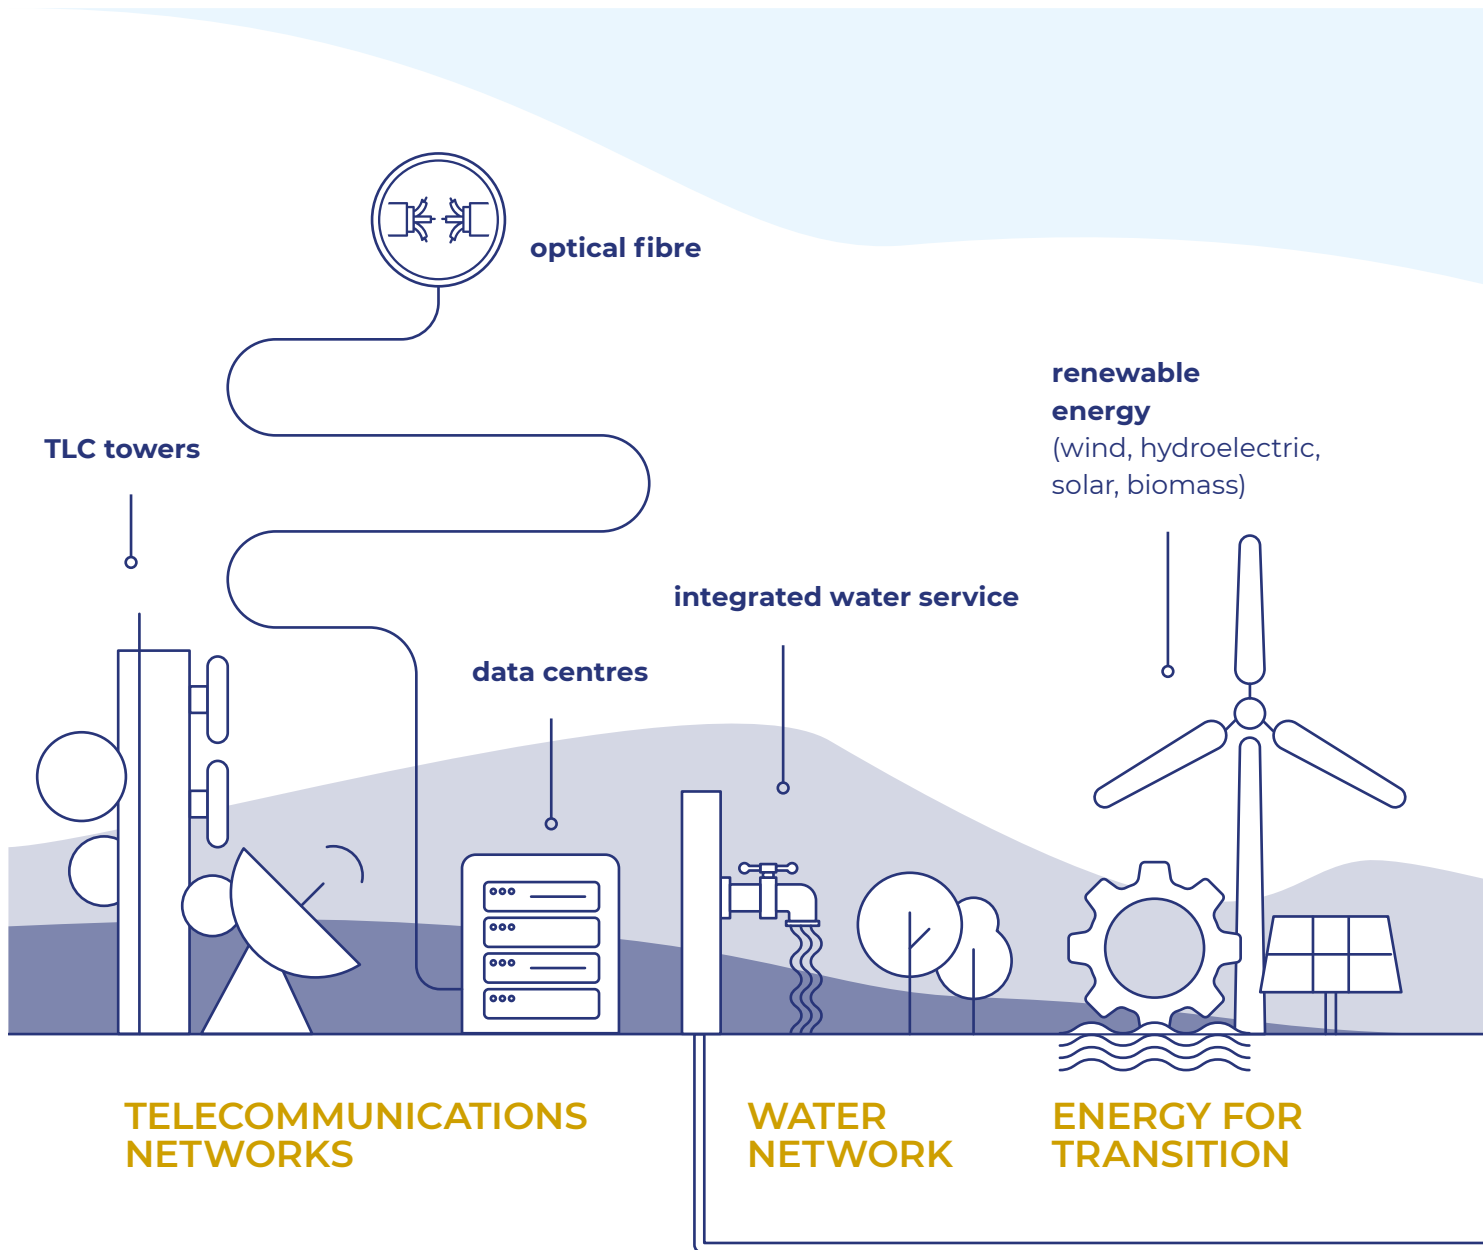 optical fibre
TLC towers
renewable
energy
(wind, hydroelectric,
solar, biomass)
integrated water service
data centres
TELECOMMUNICATIONS
NETWORKS
WATER
NETWORK
ENERGY FOR
TRANSITION